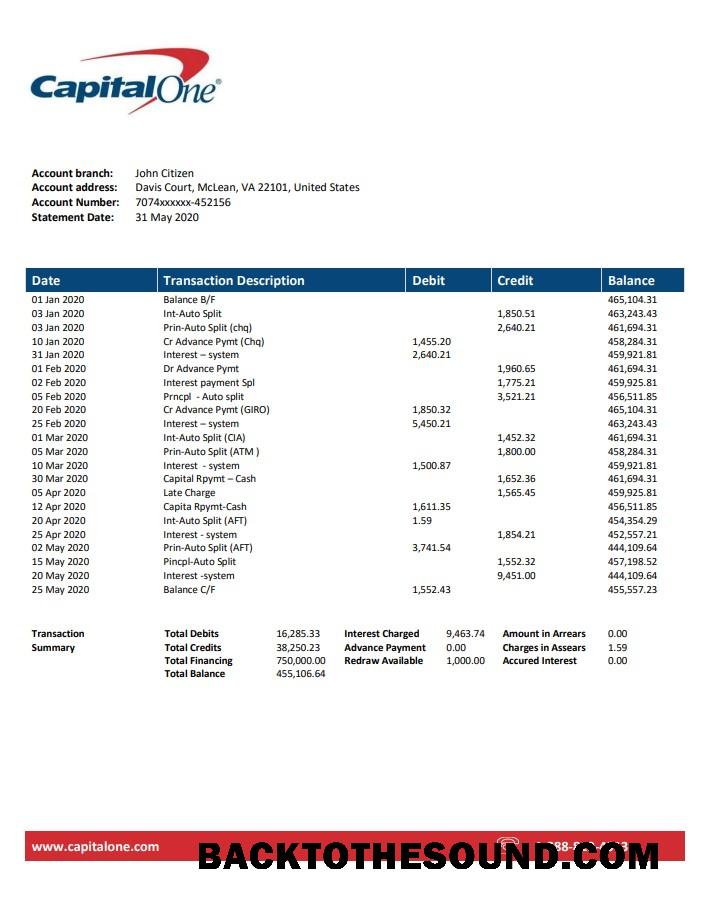 Capital One®
Account branch: John Citizen
Account address: Davis Court, McLean, VA 22101, United States
Account Number: 7074xxxxxx-452156
Statement Date: 31 May 2020
Date Transaction Description Debit Credit Balance
01 Jan 2020 Balance B/F 465,104.31
03 Jan 2020 Int-Auto Split 1,850.51 463,243.43
03 Jan 2020 Prin-Auto Split (chq) 2,640.21 461,694.31
10 Jan 2020 Cr Advance Pymt (Chq) 1,455.20 458,284.31
31 Jan 2020 Interest – system 2,640.21 459,921.81
01 Feb 2020 Dr Advance Pymt 1,960.65 461,694.31
02 Feb 2020 Interest payment Spl 1,775.21 459,925.81
05 Feb 2020 Prncpl - Auto split 3,521.21 456,511.85
20 Feb 2020 Cr Advance Pymt (GIRO) 1,850.32 465,104.31
25 Feb 2020 Interest – system 5,450.21 463,243.43
01 Mar 2020 Int-Auto Split (CIA) 1,452.32 461,694.31
05 Mar 2020 Prin-Auto Split (ATM ) 1,800.00 458,284.31
10 Mar 2020 Interest - system 1,500.87 459,921.81
30 Mar 2020 Capital Rpymt – Cash 1,652.36 461,694.31
05 Apr 2020 Late Charge 1,565.45 459,925.81
12 Apr 2020 Capita Rpymt-Cash 1,611.35 456,511.85
20 Apr 2020 Int-Auto Split (AFT) 1.59 454,354.29
25 Apr 2020 Interest - system 1,854.21 452,557.21
02 May 2020 Prin-Auto Split (AFT) 3,741.54 444,109.64
15 May 2020 Pincpl-Auto Split 1,552.32 457,198.52
20 May 2020 Interest -system 9,451.00 444,109.64
25 May 2020 Balance C/F 1,552.43 455,557.23
Transaction Total Debits 16,285.33 Interest Charged 9,463.74 Amount in Arrears 0.00
Summary Total Credits 38,250.23 Advance Payment 0.00 Charges in Assears 1.59
Total Financing 750,000.00 Redraw Available 1,000.00 Accured Interest 0.00
Total Balance 455,106.64
www.capitalone.com
BACKTOTHESOUND.COM